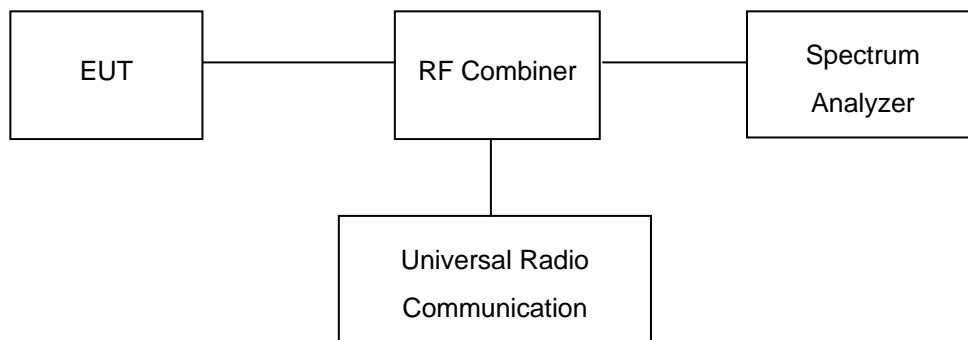 EUT
RF Combiner
Spectrum
Analyzer
Universal Radio
Communication